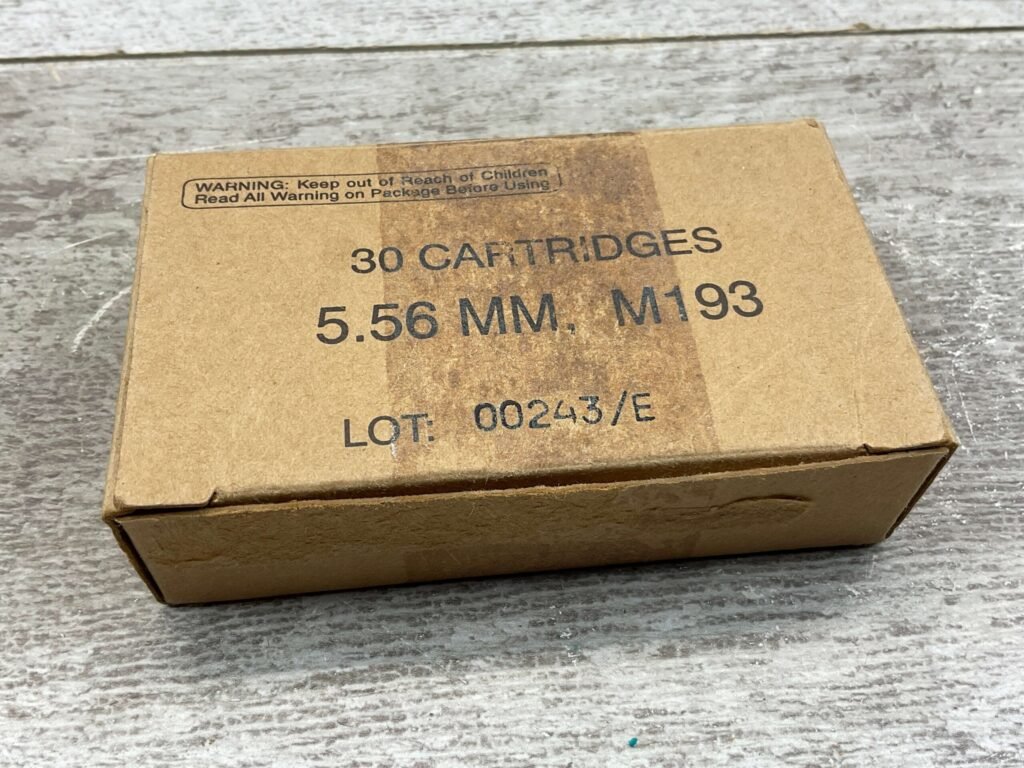 WARNING: Keep out of Reach of Children
Read All Warning on Package Before Using
30 CARTRIDGES
5.56 MM, M193
LOT: 00243/E